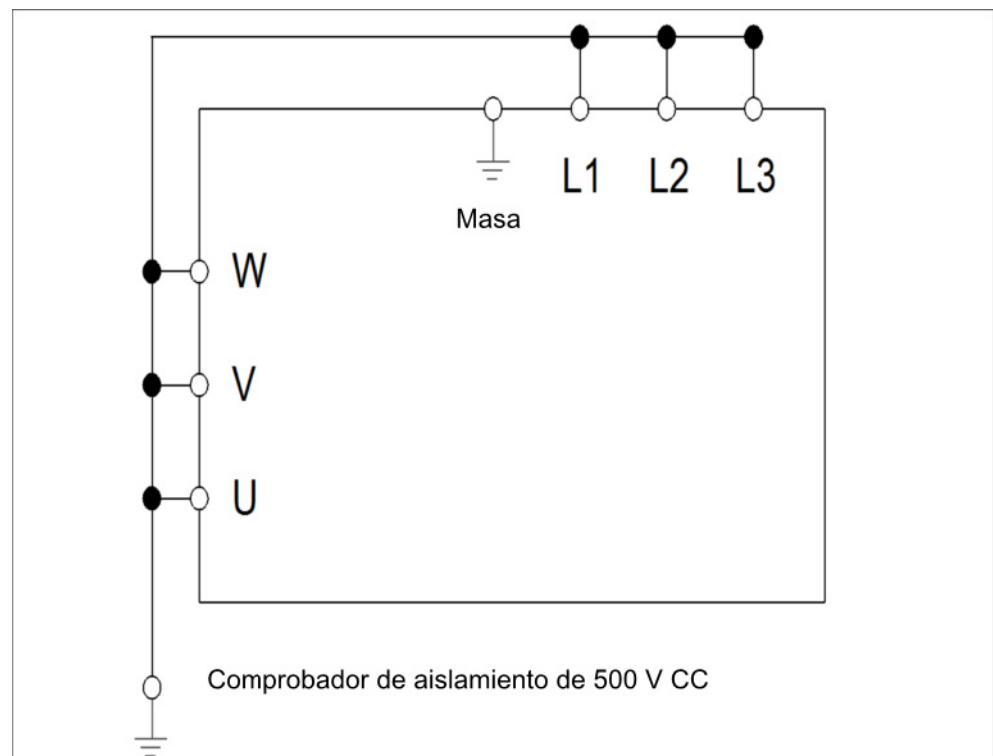 L1 L2 L3
Masa
W
V
U
Comprobador de aislamiento de 500 V CC